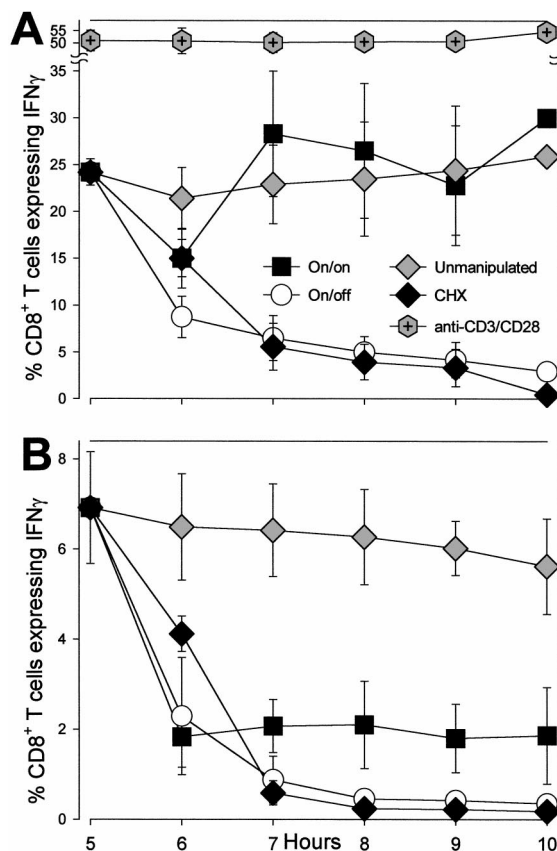 A
% CD8+ T cells expressing IFNγ
55
50
35
30
25
20
15
10
5
0
On/on
On/off
Unmanipulated
CHX
anti-CD3/CD28
B
% CD8+ T cells expressing IFNγ
8
6
4
2
0
5 6 7 Hours 8 9 10